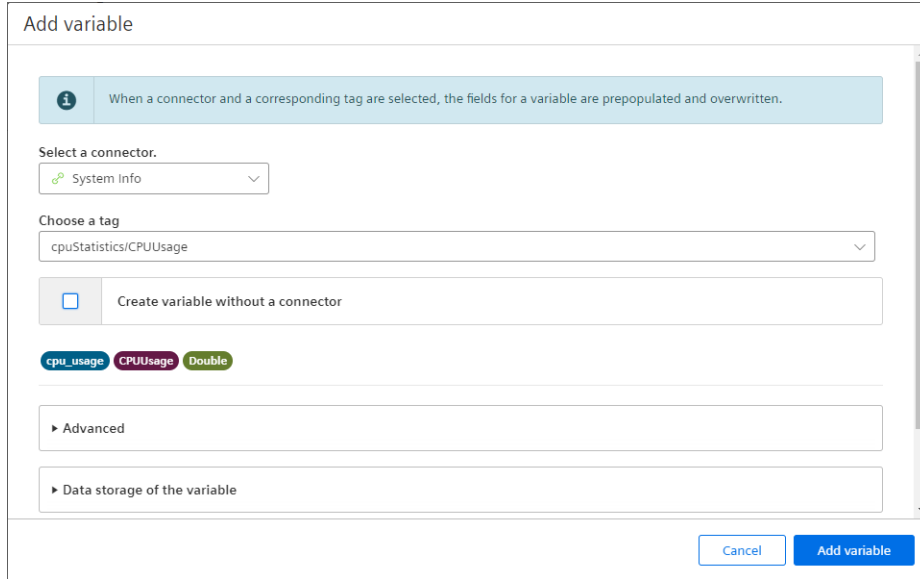 Add variable
When a connector and a corresponding tag are selected, the fields for a variable are prepopulated and overwritten.
Select a connector.
System Info
Choose a tag
cpuStatistics/CPUUsage
Create variable without a connector
cpu_usage CPUUsage Double
Advanced
Data storage of the variable
Cancel Add variable